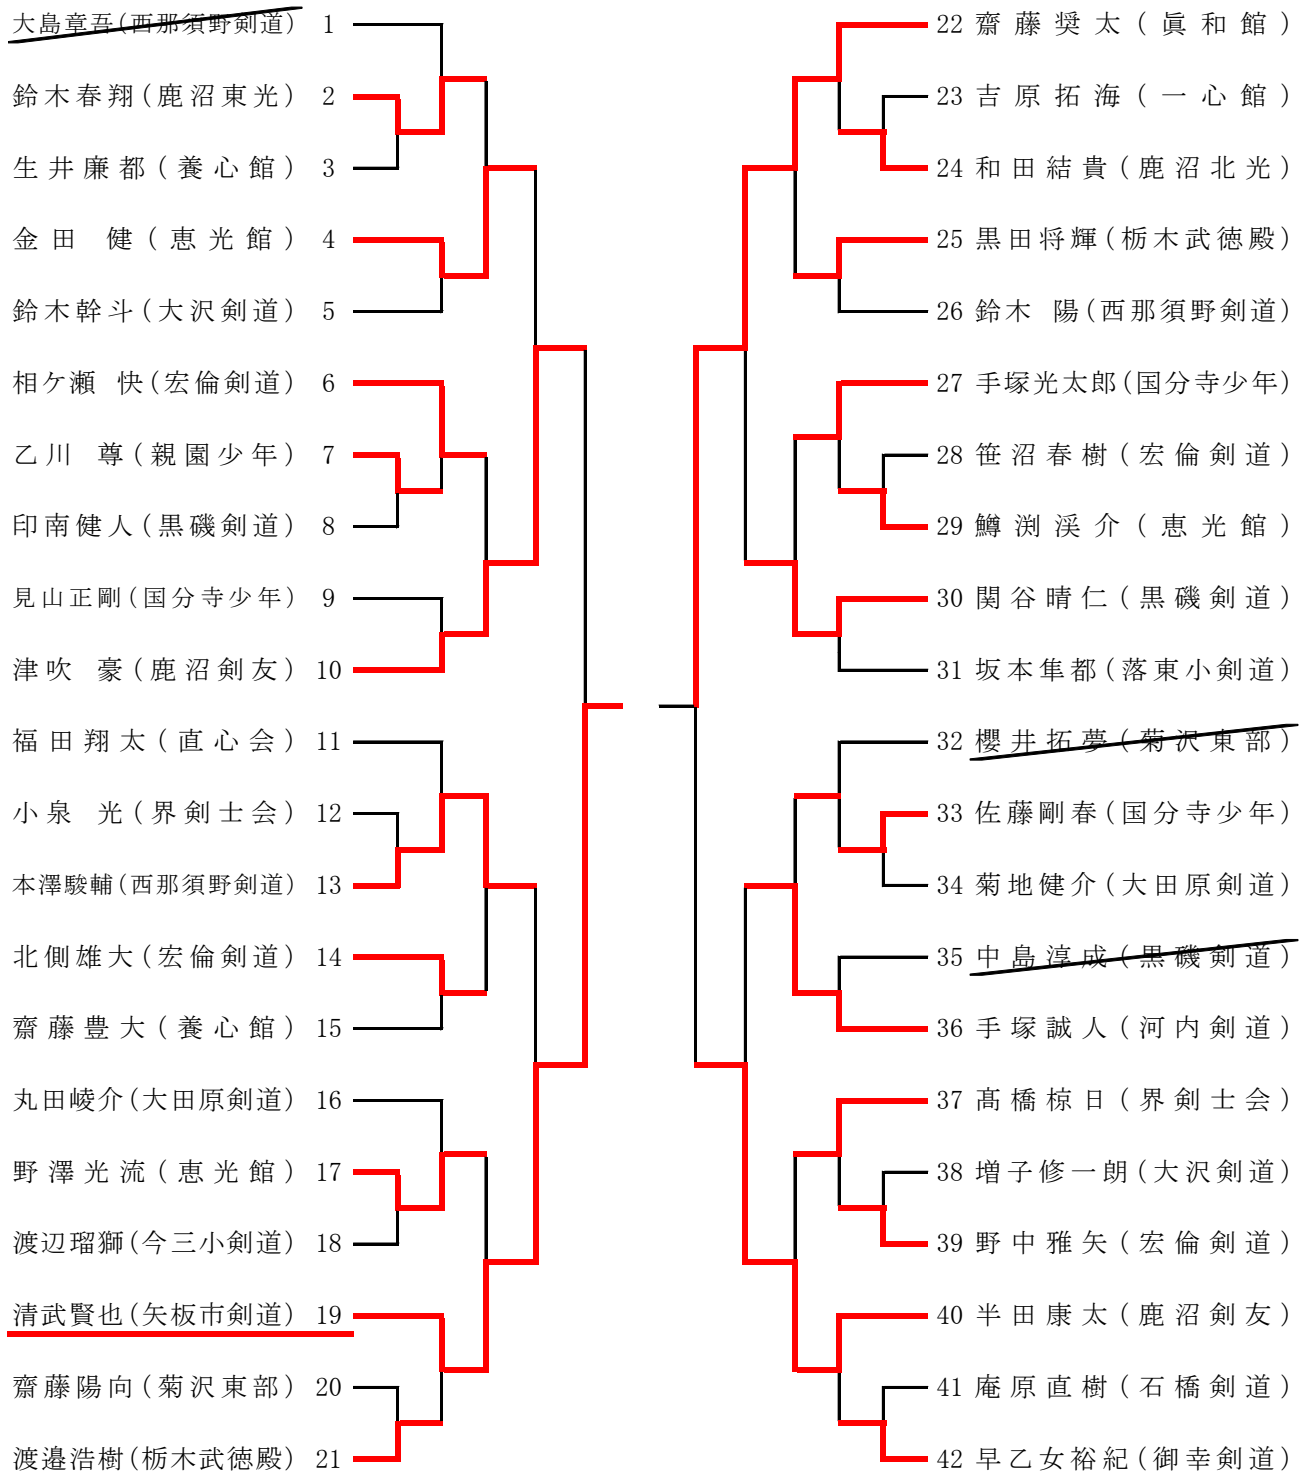 大島章吾(西那須野剣道) 1
鈴木春翔(鹿沼東光) 2
生井廉都(養心館) 3
金田 健(恵光館) 4
鈴木幹斗(大沢剣道) 5
相ケ瀬 快(宏倫剣道) 6
乙川 尊(親園少年) 7
印南健人(黒磯剣道) 8
見山正剛(国分寺少年) 9
津吹 豪(鹿沼剣友) 10
福田翔太(直心会) 11
小泉 光(界剣士会) 12
本澤駿輔(西那須野剣道) 13
北側雄大(宏倫剣道) 14
齋藤豊大(養心館) 15
丸田崚介(大田原剣道) 16
野澤光流(恵光館) 17
渡辺瑠獅(今三小剣道) 18
清武賢也(矢板市剣道) 19
齋藤陽向(菊沢東部) 20
渡邉浩樹(栃木武徳殿) 21
22 齋藤奨太(眞和館)
23 吉原拓海(一心館)
24 和田結貴(鹿沼北光)
25 黒田将輝(栃木武徳殿)
26 鈴木 陽(西那須野剣道)
27 手塚光太郎(国分寺少年)
28 笹沼春樹(宏倫剣道)
29 鱒渕渓介(恵光館)
30 関谷晴仁(黒磯剣道)
31 坂本隼都(落東小剣道)
32 櫻井拓夢(菊沢東部)
33 佐藤剛春(国分寺少年)
34 菊地健介(大田原剣道)
35 中島淳成(黒磯剣道)
36 手塚誠人(河内剣道)
37 髙橋椋日(界剣士会)
38 増子修一朗(大沢剣道)
39 野中雅矢(宏倫剣道)
40 半田康太(鹿沼剣友)
41 庵原直樹(石橋剣道)
42 早乙女裕紀(御幸剣道)